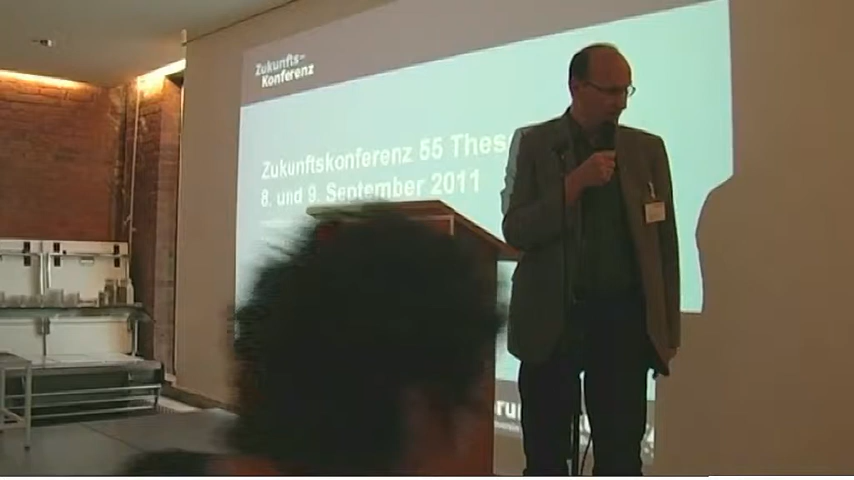 Zukunfts-
Konferenz
Zukunftskonferenz 55 Thes
8. und 9. September 2011